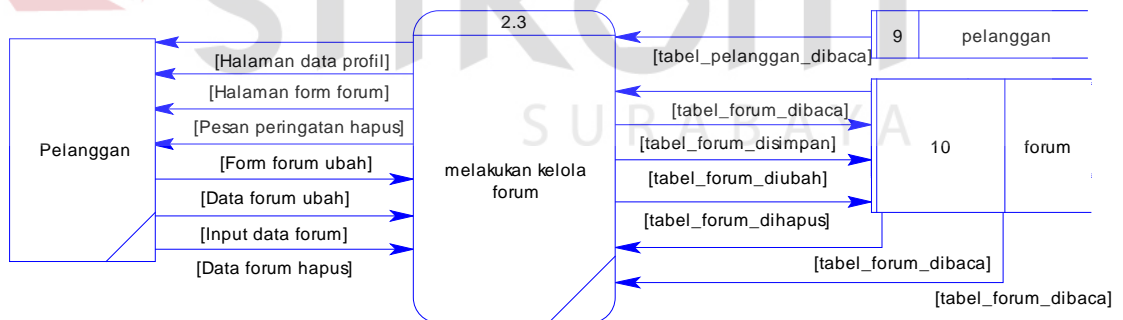 STIKOM
SURABAYA
2.3
9
pelanggan
[Halaman data profil]
[tabel_pelanggan_dibaca]
[Halaman form forum]
[tabel_forum_dibaca]
[Pesan peringatan hapus]
[tabel_forum_disimpan]
Pelanggan
10
forum
[Form forum ubah]
melakukan kelola
forum
[tabel_forum_diubah]
[Data forum ubah]
[tabel_forum_dihapus]
[Input data forum]
[Data forum hapus]
[tabel_forum_dibaca]
[tabel_forum_dibaca]